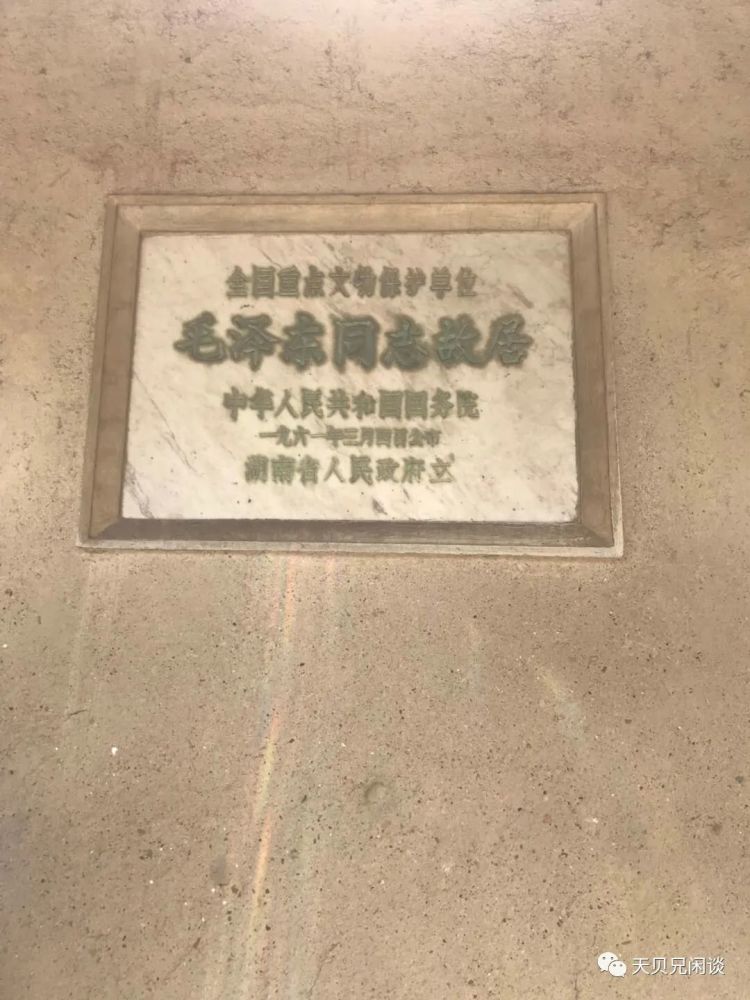 全国重点文物保护单位
毛泽东同志故居
中华人民共和国国务院
一九六一年三月四日公布
湖南省人民政府立
天贝兄闲谈